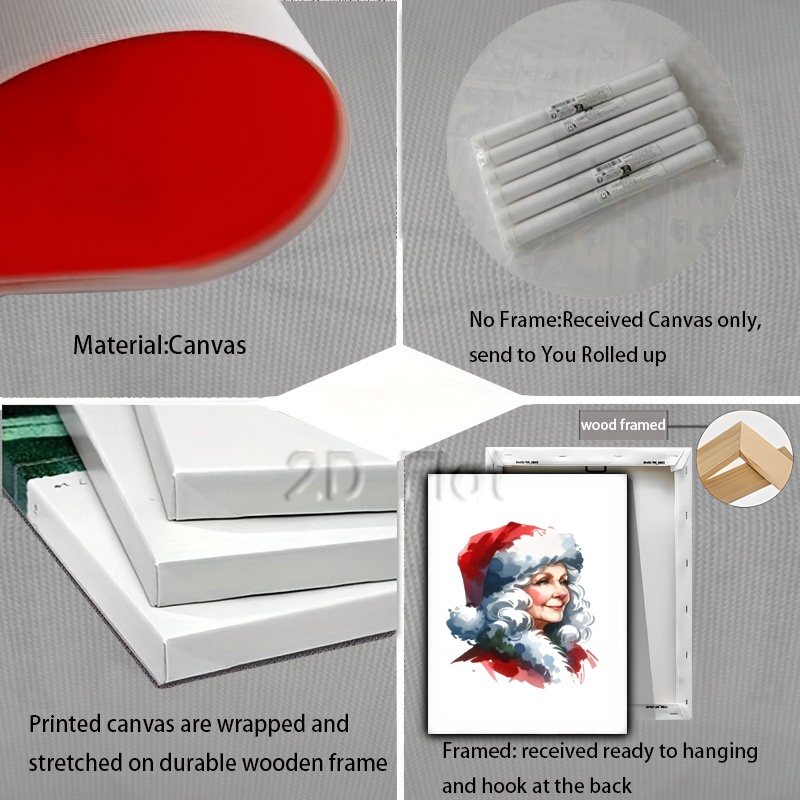 Material:Canvas
No Frame:Received Canvas only,
send to You Rolled up
2D Flat
wood framed
Printed canvas are wrapped and
stretched on durable wooden frame
Framed: received ready to hanging
and hook at the back